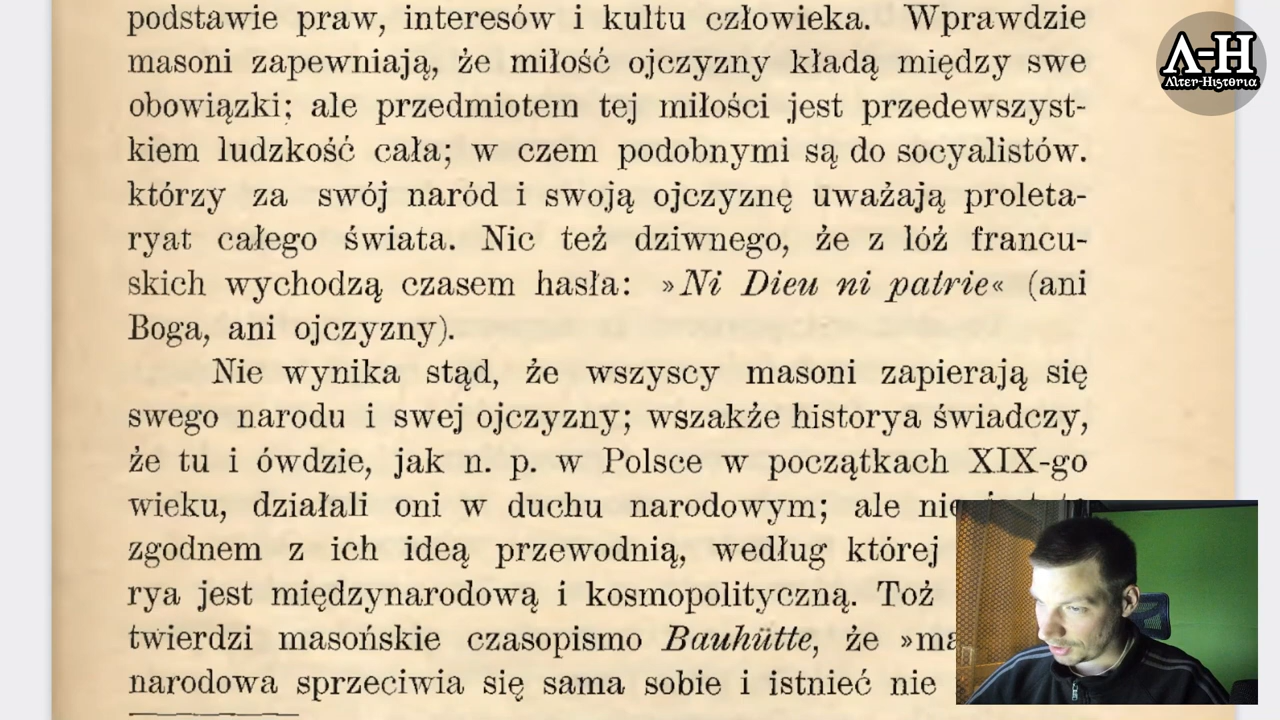 podstawie praw, interesów i kultu człowieka. Wprawdzie
masoni zapewniają, że miłość ojczyzny kładą między swe
obowiązki; ale przedmiotem tej miłości jest przedewszyst-
kiem ludzkość cała; w czem podobnymi są do socyalistów.
którzy za swój naród i swoją ojczyznę uważają proleta-
ryat całego świata. Nic też dziwnego, że z lóż francu-
skich wychodzą czasem hasła: »Ni Dieu ni patrie« (ani
Boga, ani ojczyzny).
Nie wynika stąd, że wszyscy masoni zapierają się
swego narodu i swej ojczyzny; wszakże historya świadczy,
że tu i ówdzie, jak n. p. w Polsce w początkach XIX-go
wieku, działali oni w duchu narodowym; ale nie
zgodnem z ich ideą przewodnią, według której
rya jest międzynarodową i kosmopolityczną. Toż
twierdzi masońskie czasopismo Bauhütte, że
narodowa sprzeciwia się sama sobie i istnieć nie
A-H
Alter-Historia